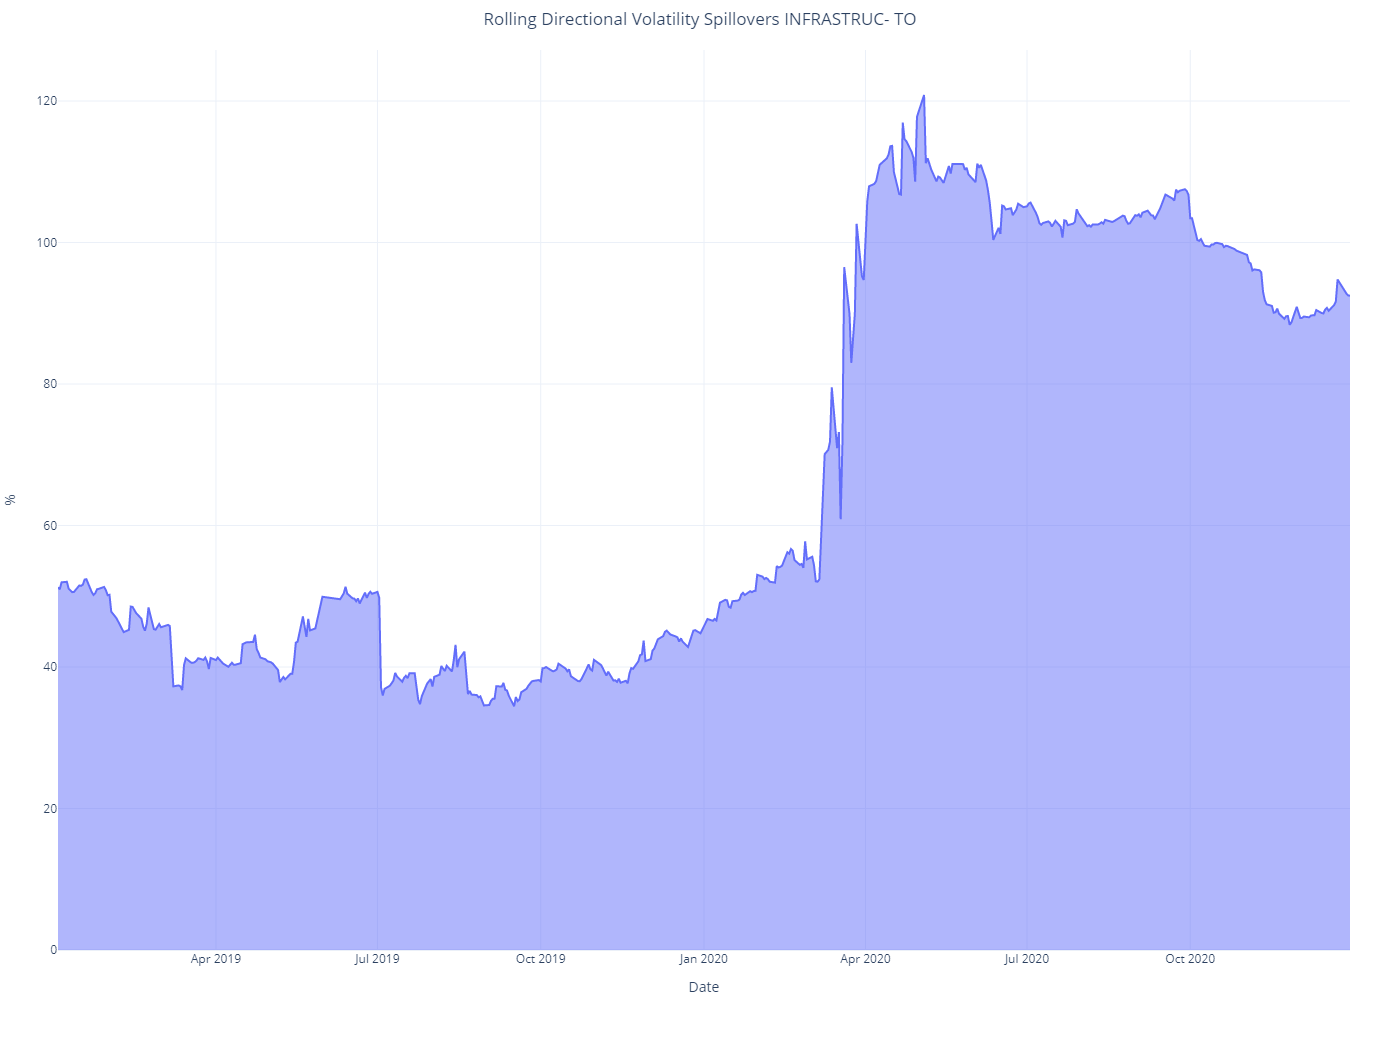 Rolling Directional Volatility Spillovers INFRASTRUC- TO
120
100
80
60
40
20
0
%
Apr 2019
Jul 2019
Oct 2019
Jan 2020
Apr 2020
Jul 2020
Oct 2020
Date